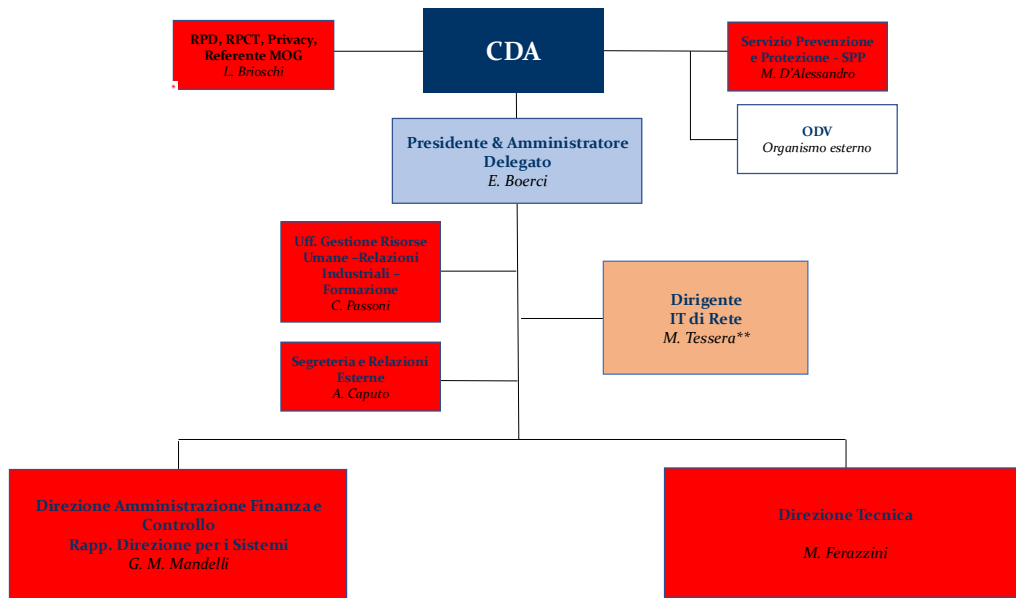 RPD, RPCT, Privacy,
Referente MOG
L. Brioschi
CDA
Servizio Prevenzione
e Protezione - SPP
M. D'Alessandro
ODV
Organismo esterno
Presidente & Amministratore
Delegato
E. Boerci
Uff. Gestione Risorse
Umane –Relazioni
Industriali –
Formazione
C. Passoni
Dirigente
IT di Rete
M. Tessera**
Segreteria e Relazioni
Esterne
A. Caputo
Direzione Amministrazione Finanza e
Controllo
Rapp. Direzione per i Sistemi
G. M. Mandelli
Direzione Tecnica
M. Ferazzini